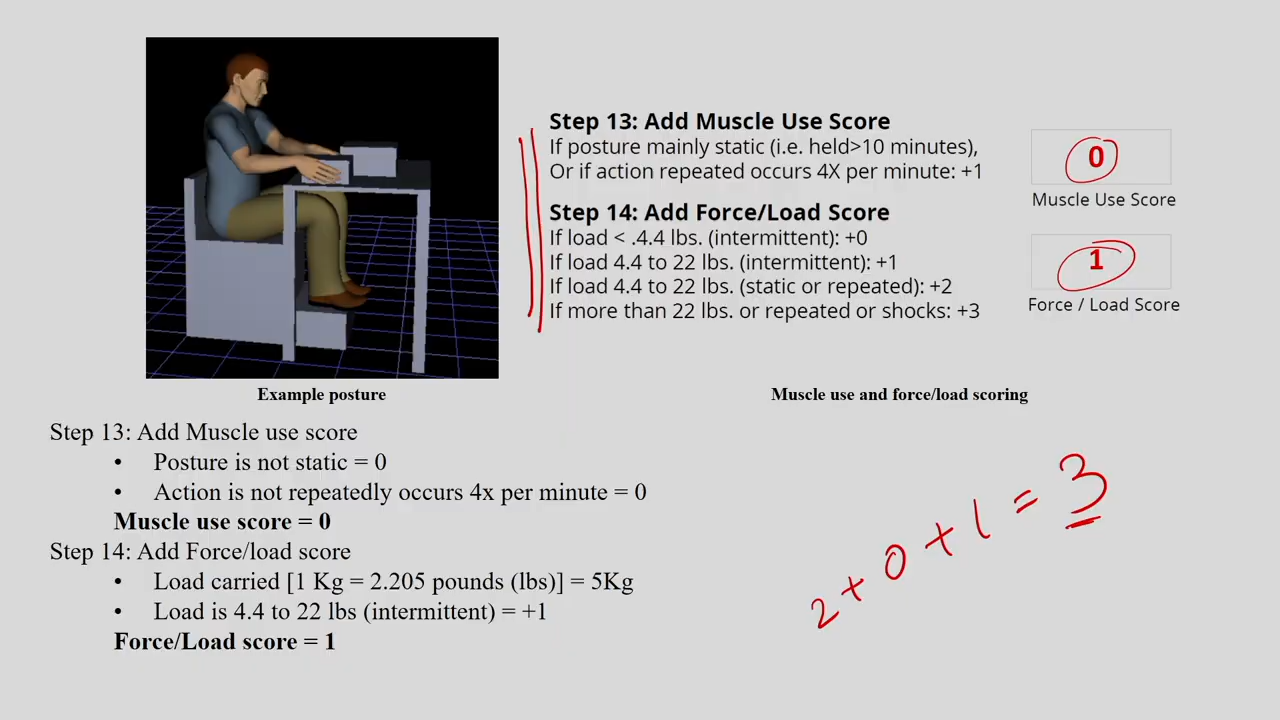 Step 13: Add Muscle Use Score
If posture mainly static (i.e. held>10 minutes),
Or if action repeated occurs 4X per minute: +1
0
Muscle Use Score
Step 14: Add Force/Load Score
If load < .4.4 lbs. (intermittent): +0
If load 4.4 to 22 lbs. (intermittent): +1
If load 4.4 to 22 lbs. (static or repeated): +2
If more than 22 lbs. or repeated or shocks: +3
1
Force / Load Score
Example posture
Muscle use and force/load scoring
Step 13: Add Muscle use score
• Posture is not static = 0
• Action is not repeatedly occurs 4x per minute = 0
Muscle use score = 0
Step 14: Add Force/load score
• Load carried [1 Kg = 2.205 pounds (lbs)] = 5Kg
• Load is 4.4 to 22 lbs (intermittent) = +1
Force/Load score = 1
2 + 0 + 1 = 3